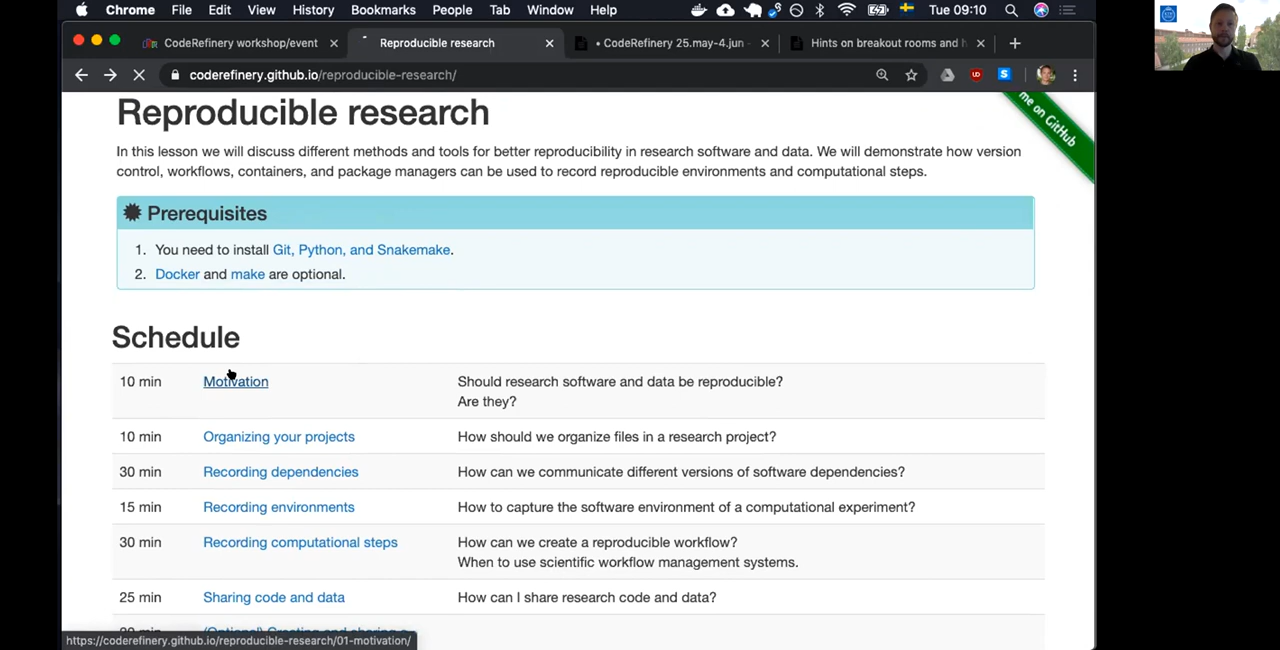 Chrome File Edit View History Bookmarks People Tab Window Help Tue 09:10
CodeRefinery workshop/event Reproducible research • CodeRefinery 25.may-4.jun Hints on breakout rooms and
coderefinery.github.io/reproducible-research/
me on GitHub
Reproducible research
In this lesson we will discuss different methods and tools for better reproducibility in research software and data. We will demonstrate how version
control, workflows, containers, and package managers can be used to record reproducible environments and computational steps.
Prerequisites
1. You need to install Git, Python, and Snakemake.
2. Docker and make are optional.
Schedule
10 min Motivation Should research software and data be reproducible?
Are they?
10 min Organizing your projects How should we organize files in a research project?
30 min Recording dependencies How can we communicate different versions of software dependencies?
15 min Recording environments How to capture the software environment of a computational experiment?
30 min Recording computational steps How can we create a reproducible workflow?
When to use scientific workflow management systems.
25 min Sharing code and data How can I share research code and data?
https://coderefinery.github.io/reproducible-research/01-motivation/